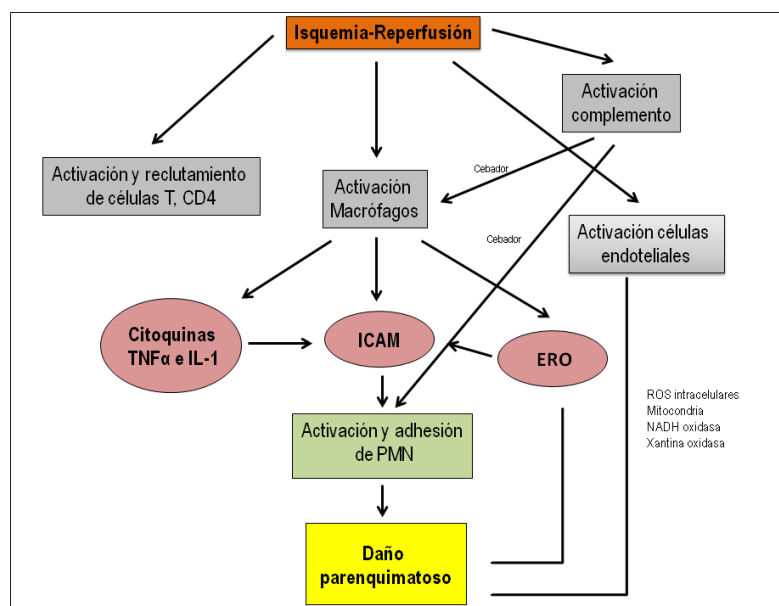 Isquemia-Reperfusión
Activación
complemento
Activación y reclutamiento
de células T, CD4
Cebador
Activación
Macrófagos
Cebador
Activación células
endoteliales
Citoquinas
TNFα e IL-1
ICAM
ERO
ROS intracelulares
Mitocondria
NADH oxidasa
Xantina oxidasa
Activación y adhesión
de PMN
Daño
parenquimatoso